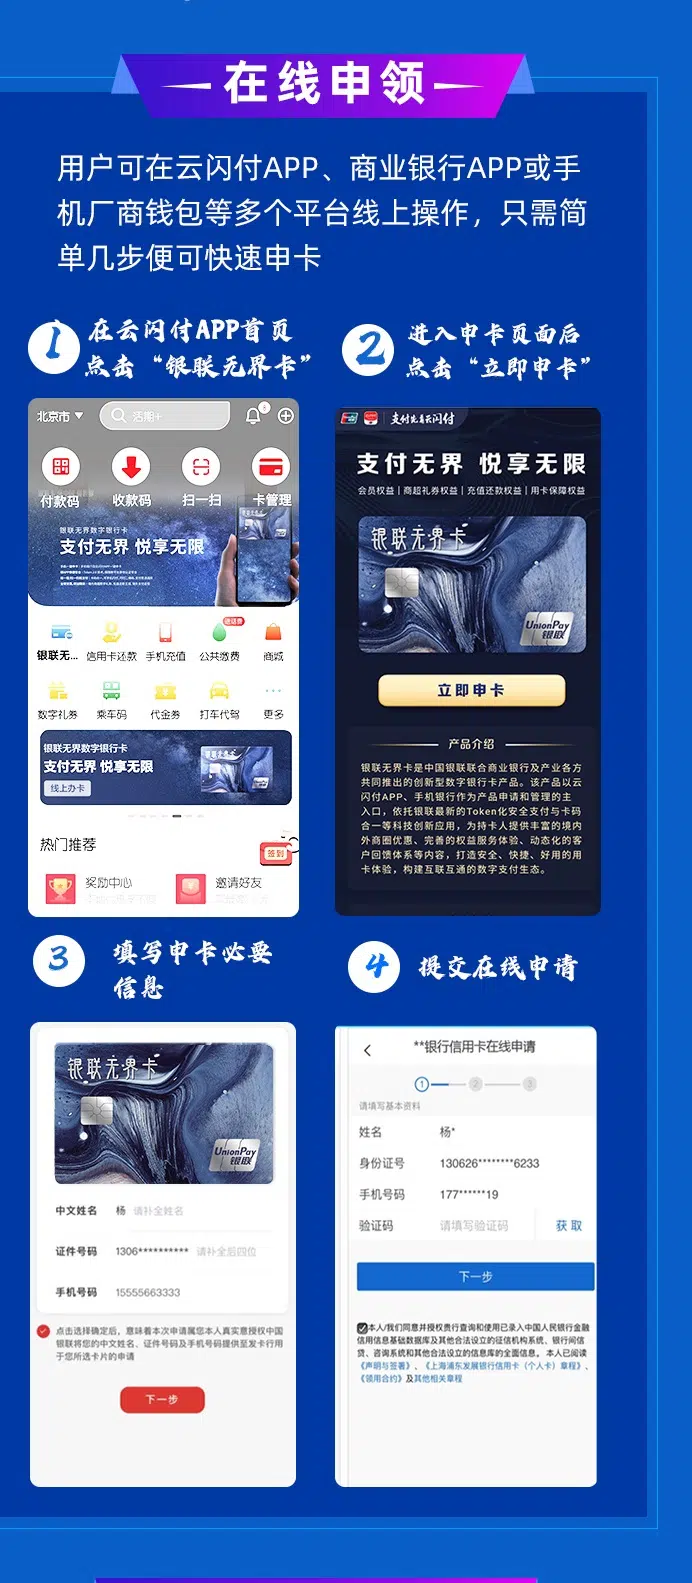 在线申领
用户可在云闪付APP、商业银行APP或手
机厂商钱包等多个平台线上操作，只需简
单几步便可快速申卡
1 在云闪付APP首页
点击“银联无界卡”
2 进入申卡页面后
点击“立即申卡”
北京市
活期+
付款码 收款码 扫一扫 卡管理
银联无界数字银行卡
支付无界 悦享无限
银联无... 信用卡还款 手机充值 公共缴费 商城
数字礼券 乘车码 代金券 打车代驾 更多
银联无界数字银行卡
支付无界 悦享无限
线上办卡
热门推荐
签到
奖励中心 邀请好友
支付就用云闪付
支付无界 悦享无限
会员权益 | 商超礼券权益 | 充值还款权益 | 用卡保障权益
银联无界卡
UnionPay
银联
立即申卡
产品介绍
银联无界卡是中国银联联合商业银行及产业各方
共同推出的创新型数字银行卡产品。该产品以云
闪付APP、手机银行作为产品申请和管理的主
入口，依托银联最新的Token化安全支付与卡码
合一等科技创新应用，为持卡人提供丰富的境内
外商圈优惠、完善的权益服务体验、动态化的客
户回馈体系等内容，打造安全、快捷、好用的用
卡体验，构建互联互通的数字支付生态。
3 填写申卡必要
信息
4 提交在线申请
银联无界卡
UnionPay
银联
中文姓名 杨 请补全姓名
证件号码 1306********** 请补全后四位
手机号码 15555663333
点击选择确定后，意味着本次申请属您本人真实意授权中国
银联将您的中文姓名、证件号码及手机号码提供至发卡行用
于您所选卡片的申请
下一步
**银行信用卡在线申请
1 2 3
请填写基本资料
姓名 杨*
身份证号 130626********6233
手机号码 177******19
验证码 请填写验证码 获取
下一步
本人/我们同意并授权贵行查询和使用已录入中国人民银行金融
信用信息基础数据库及其他合法设立的征信机构系统、银行间信
贷、咨询系统和其他合法设立的信息库的全面信息。本人已阅读
《声明与签署》、《上海浦东发展银行信用卡（个人卡）章程》、
《领用合约》及其他相关章程